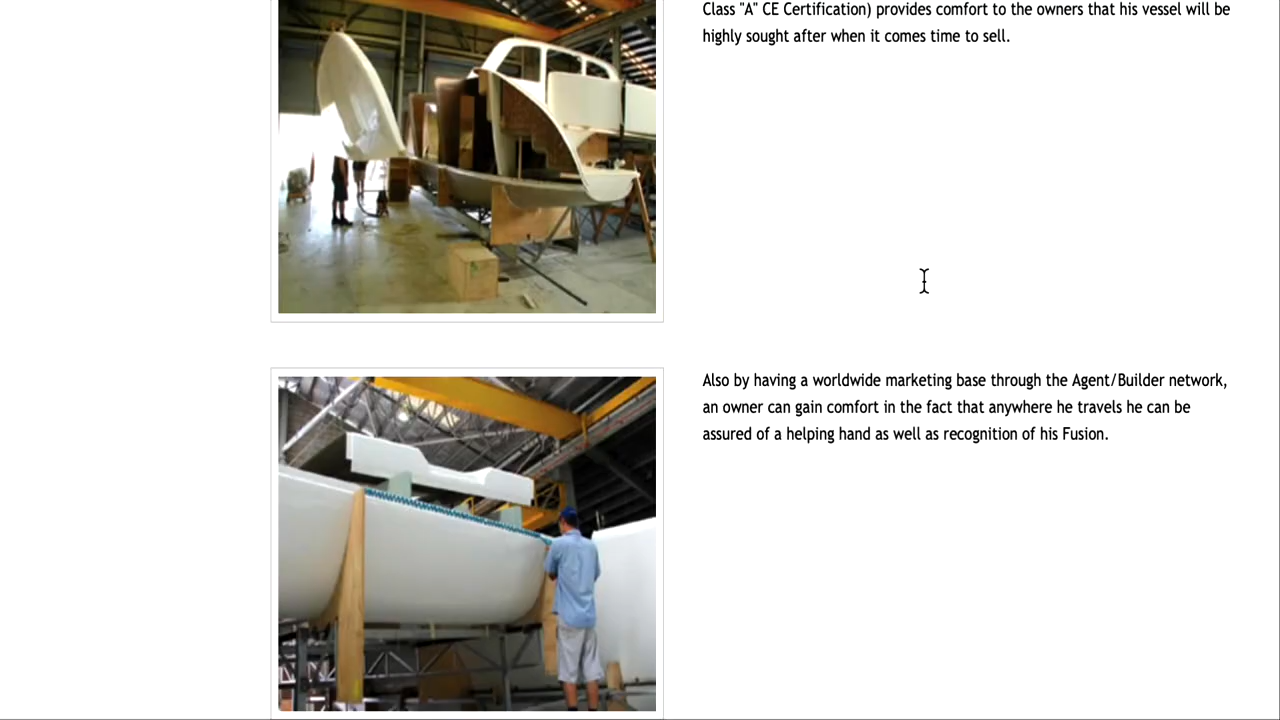 Class "A" CE Certification) provides comfort to the owners that his vessel will be
highly sought after when it comes time to sell.
Also by having a worldwide marketing base through the Agent/Builder network,
an owner can gain comfort in the fact that anywhere he travels he can be
assured of a helping hand as well as recognition of his Fusion.